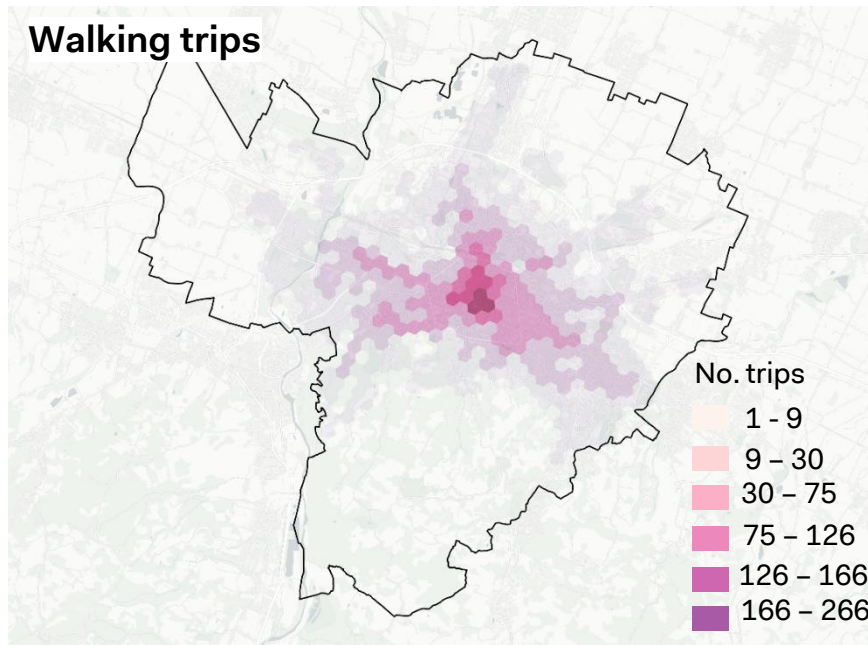 Walking trips
No. trips
1 - 9
9 – 30
30 – 75
75 – 126
126 – 166
166 – 266